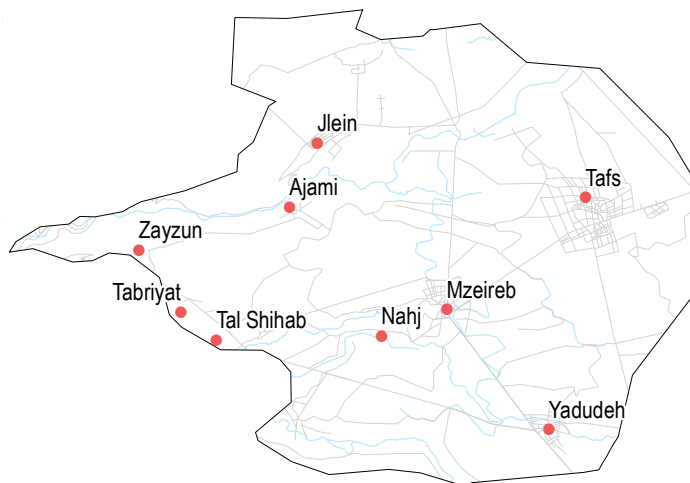 Jlein
Tafs
Ajami
Zayzun
Mzeireb
Tabriyat
Tal Shihab
Nahj
Yadudeh